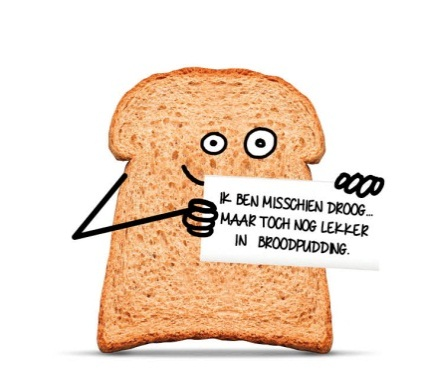 IK BEN MISSCHIEN DROOG...
MAAR TOCH NOG LEKKER
IN BROODPUDDING.